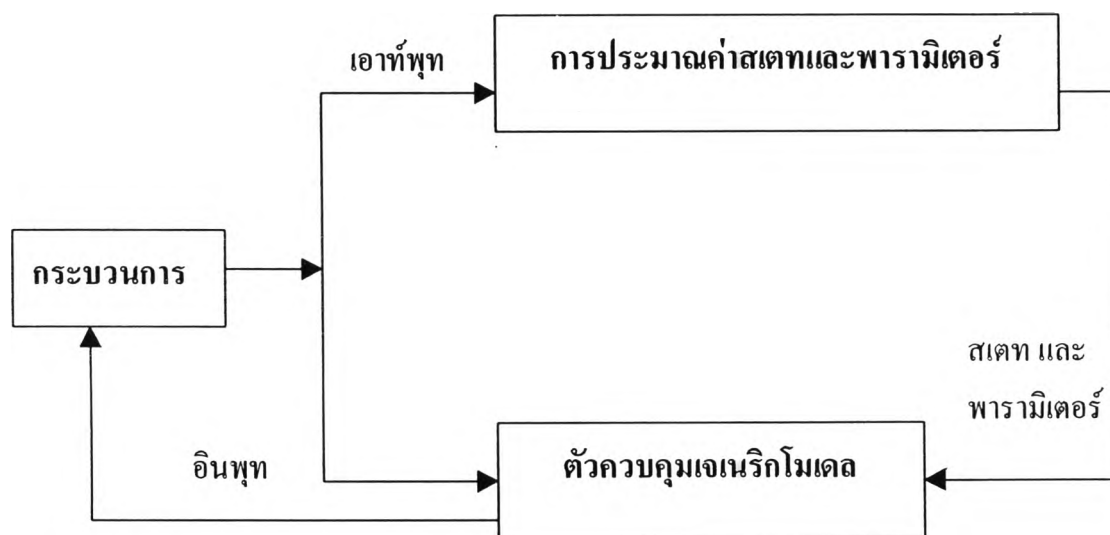 เอาท์พุท
การประมาณค่าสเตทและพารามิเตอร์
กระบวนการ
สเตท และ
พารามิเตอร์
อินพุท
ตัวควบคุมเจเนริกโมเดล